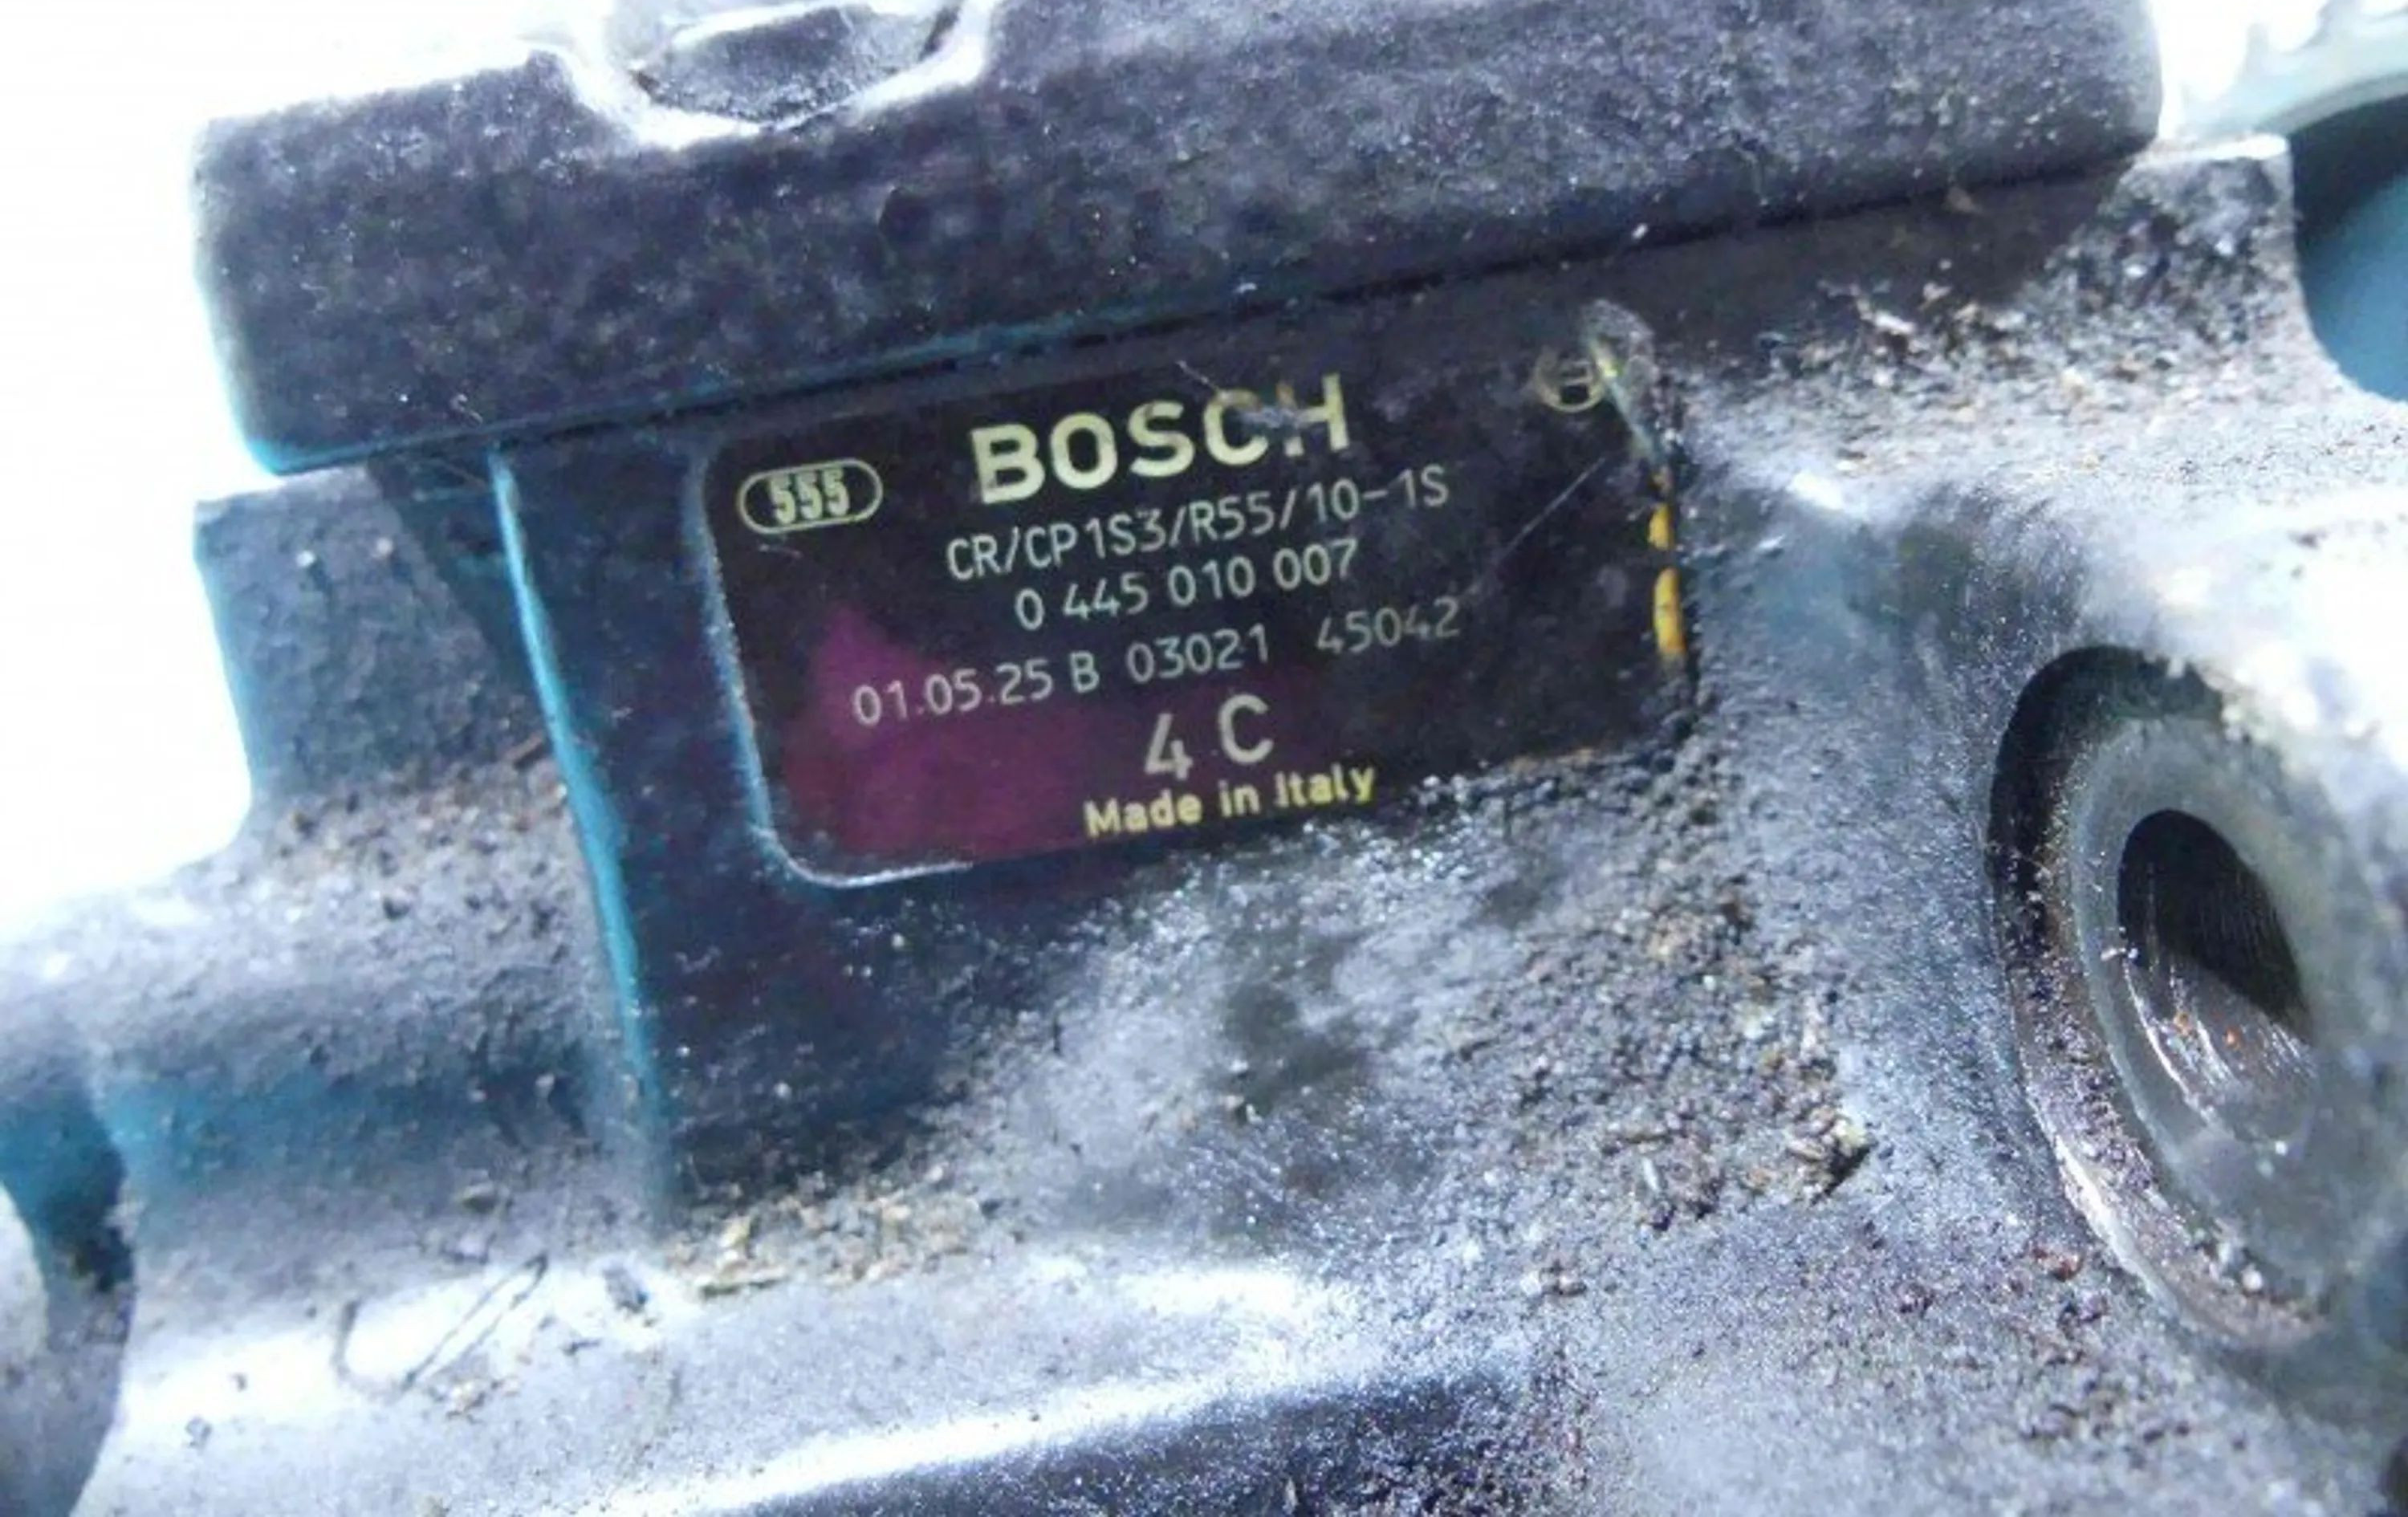 555 BOSCH
CR/CP1S3/R55/10-1S
0 445 010 007
01.05.25 B 03021 45042
4 C
Made in Italy